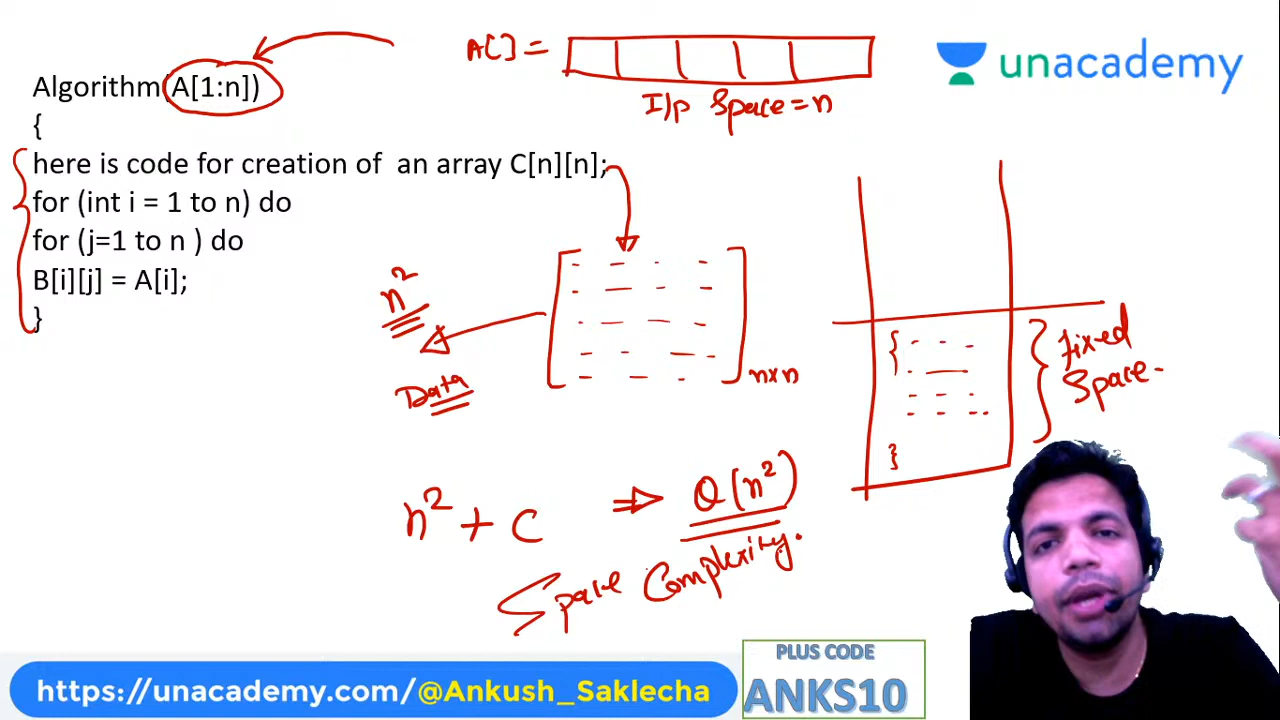 Algorithm(A[1:n])
{
here is code for creation of an array C[n][n];
for (int i = 1 to n) do
for (j=1 to n ) do
B[i][j] = A[i];
}
A[] =
I/p Space = n
unacademy
n²
Data
n×n
{
}
} fixed
Space.
n² + C ⇒ O(n²)
Space Complexity.
https://unacademy.com/@Ankush_Saklecha
PLUS CODE
ANKS10